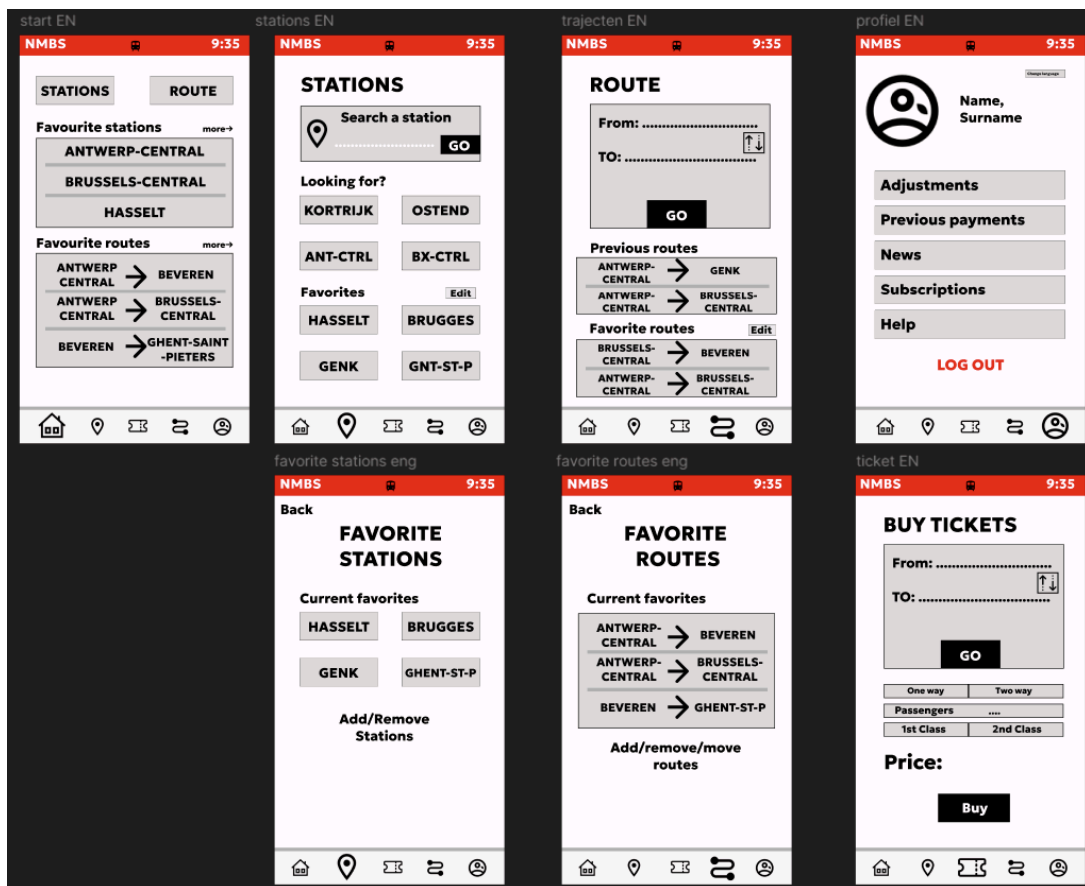 start EN
NMBS 9:35
STATIONS ROUTE
Favourite stations more→
ANTWERP-CENTRAL
BRUSSELS-CENTRAL
HASSELT
Favourite routes more→
ANTWERP
CENTRAL → BEVEREN
ANTWERP
CENTRAL → BRUSSELS-
CENTRAL
BEVEREN → GHENT-SAINT
-PIETERS
stations EN
NMBS 9:35
STATIONS
Search a station
.................... GO
Looking for?
KORTRIJK OSTEND
ANT-CTRL BX-CTRL
Favorites Edit
HASSELT BRUGGES
GENK GNT-ST-P
trajecten EN
NMBS 9:35
ROUTE
From: ..............................
TO: ..................................
GO
Previous routes
ANTWERP-
CENTRAL → GENK
ANTWERP-
CENTRAL → BRUSSELS-
CENTRAL
Favorite routes Edit
BRUSSELS-
CENTRAL → BEVEREN
ANTWERP-
CENTRAL → BRUSSELS-
CENTRAL
profiel EN
NMBS 9:35
Change language
Name,
Surname
Adjustments
Previous payments
News
Subscriptions
Help
LOG OUT
favorite stations eng
NMBS 9:35
Back
FAVORITE
STATIONS
Current favorites
HASSELT BRUGGES
GENK GHENT-ST-P
Add/Remove
Stations
favorite routes eng
NMBS 9:35
Back
FAVORITE
ROUTES
Current favorites
ANTWERP-
CENTRAL → BEVEREN
ANTWERP-
CENTRAL → BRUSSELS-
CENTRAL
BEVEREN → GHENT-ST-P
Add/remove/move
routes
ticket EN
NMBS 9:35
BUY TICKETS
From: ..............................
TO: ..................................
GO
One way Two way
Passengers ....
1st Class 2nd Class
Price:
Buy